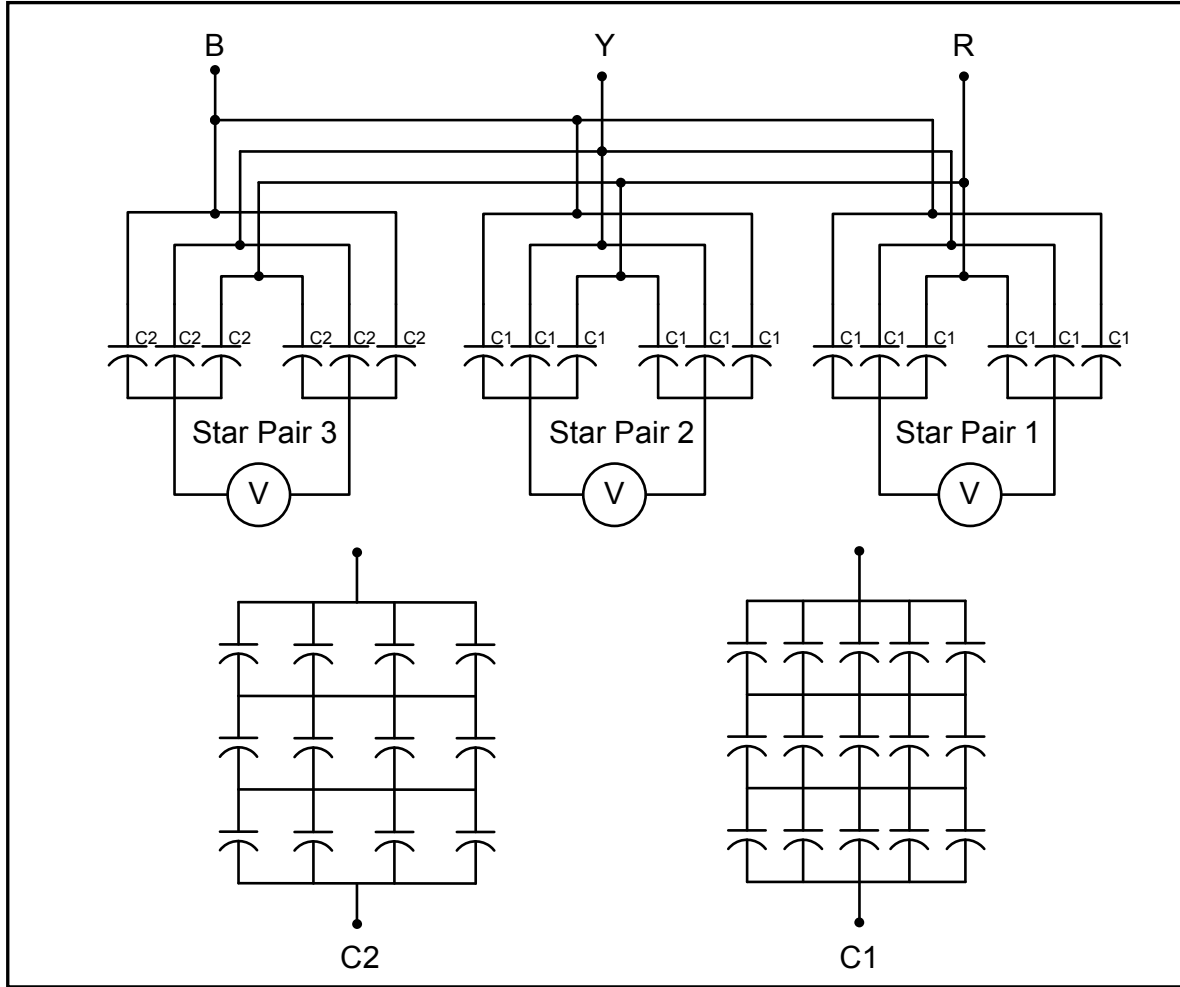 B Y R
C2 C2 C2 C2 C2 C2 C1 C1 C1 C1 C1 C1 C1 C1 C1 C1 C1 C1
Star Pair 3 Star Pair 2 Star Pair 1
V V V
C2 C1